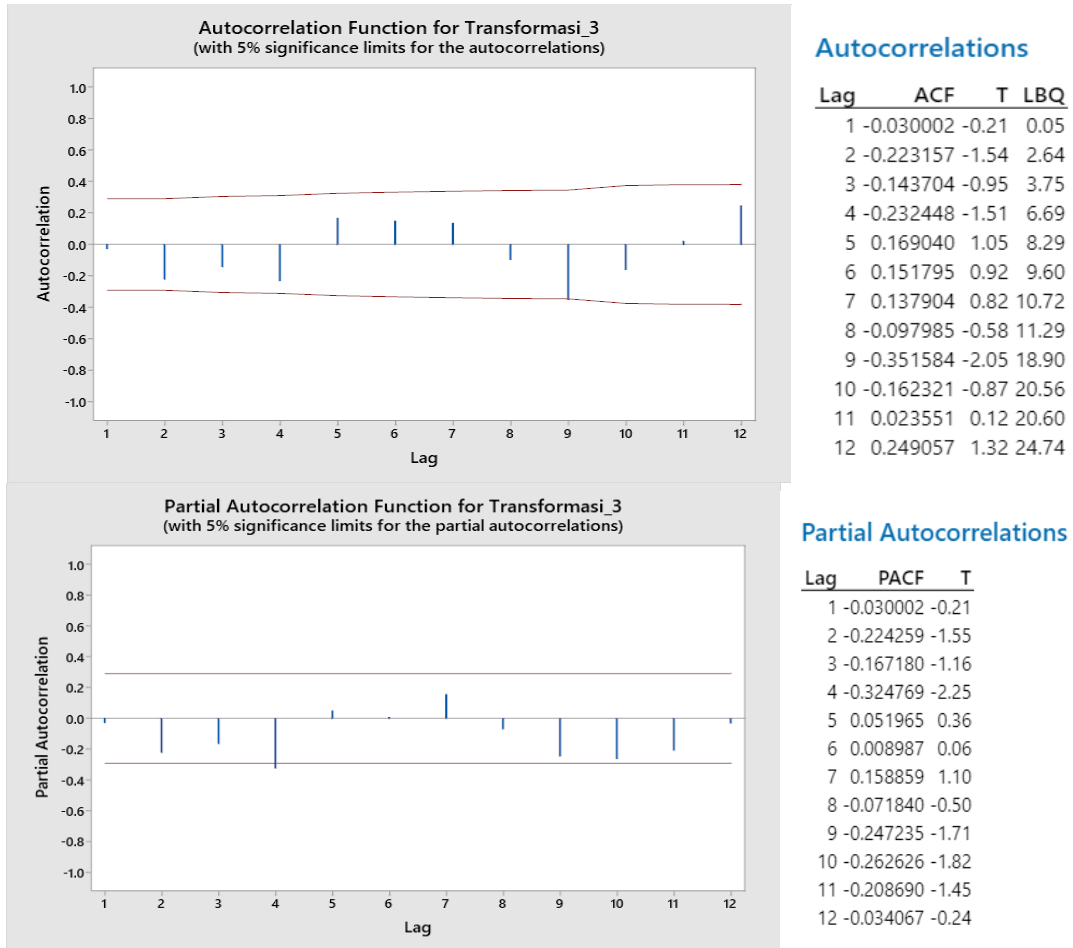 Autocorrelation Function for Transformasi_3
(with 5% significance limits for the autocorrelations)
Autocorrelation
1.0
0.8
0.6
0.4
0.2
0.0
-0.2
-0.4
-0.6
-0.8
-1.0
1 2 3 4 5 6 7 8 9 10 11 12
Lag
Autocorrelations
Lag ACF T LBQ
1 -0.030002 -0.21 0.05
2 -0.223157 -1.54 2.64
3 -0.143704 -0.95 3.75
4 -0.232448 -1.51 6.69
5 0.169040 1.05 8.29
6 0.151795 0.92 9.60
7 0.137904 0.82 10.72
8 -0.097985 -0.58 11.29
9 -0.351584 -2.05 18.90
10 -0.162321 -0.87 20.56
11 0.023551 0.12 20.60
12 0.249057 1.32 24.74
Partial Autocorrelation Function for Transformasi_3
(with 5% significance limits for the partial autocorrelations)
Partial Autocorrelation
1.0
0.8
0.6
0.4
0.2
0.0
-0.2
-0.4
-0.6
-0.8
-1.0
1 2 3 4 5 6 7 8 9 10 11 12
Lag
Partial Autocorrelations
Lag PACF T
1 -0.030002 -0.21
2 -0.224259 -1.55
3 -0.167180 -1.16
4 -0.324769 -2.25
5 0.051965 0.36
6 0.008987 0.06
7 0.158859 1.10
8 -0.071840 -0.50
9 -0.247235 -1.71
10 -0.262626 -1.82
11 -0.208690 -1.45
12 -0.034067 -0.24